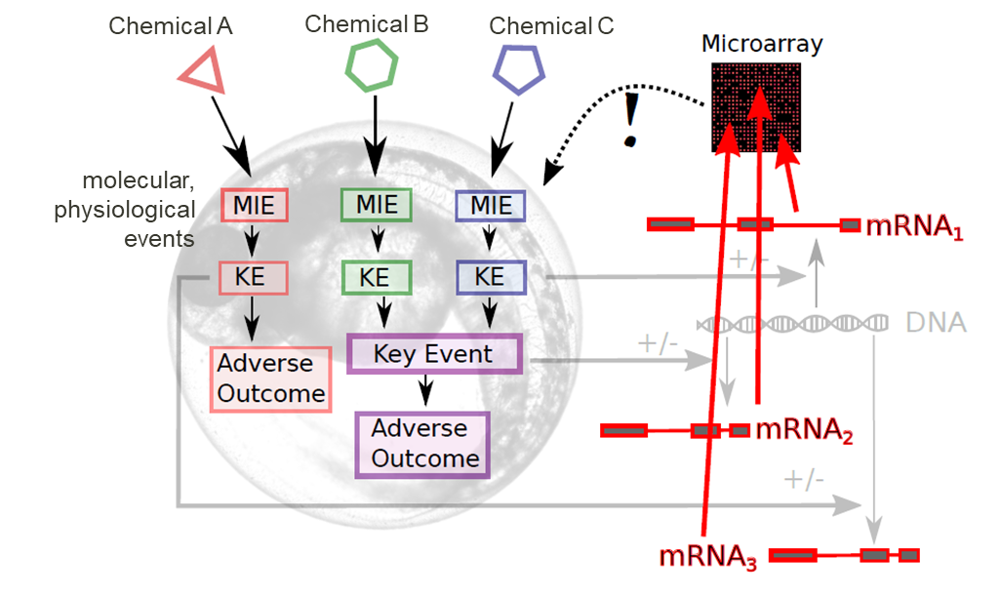 Chemical A
Chemical B
Chemical C
Microarray
!
molecular,
physiological
events
MIE
MIE
MIE
mRNA₁
KE
KE
KE
+/-
DNA
+/-
Key Event
Adverse
Outcome
Adverse
Outcome
mRNA₂
+/-
mRNA₃